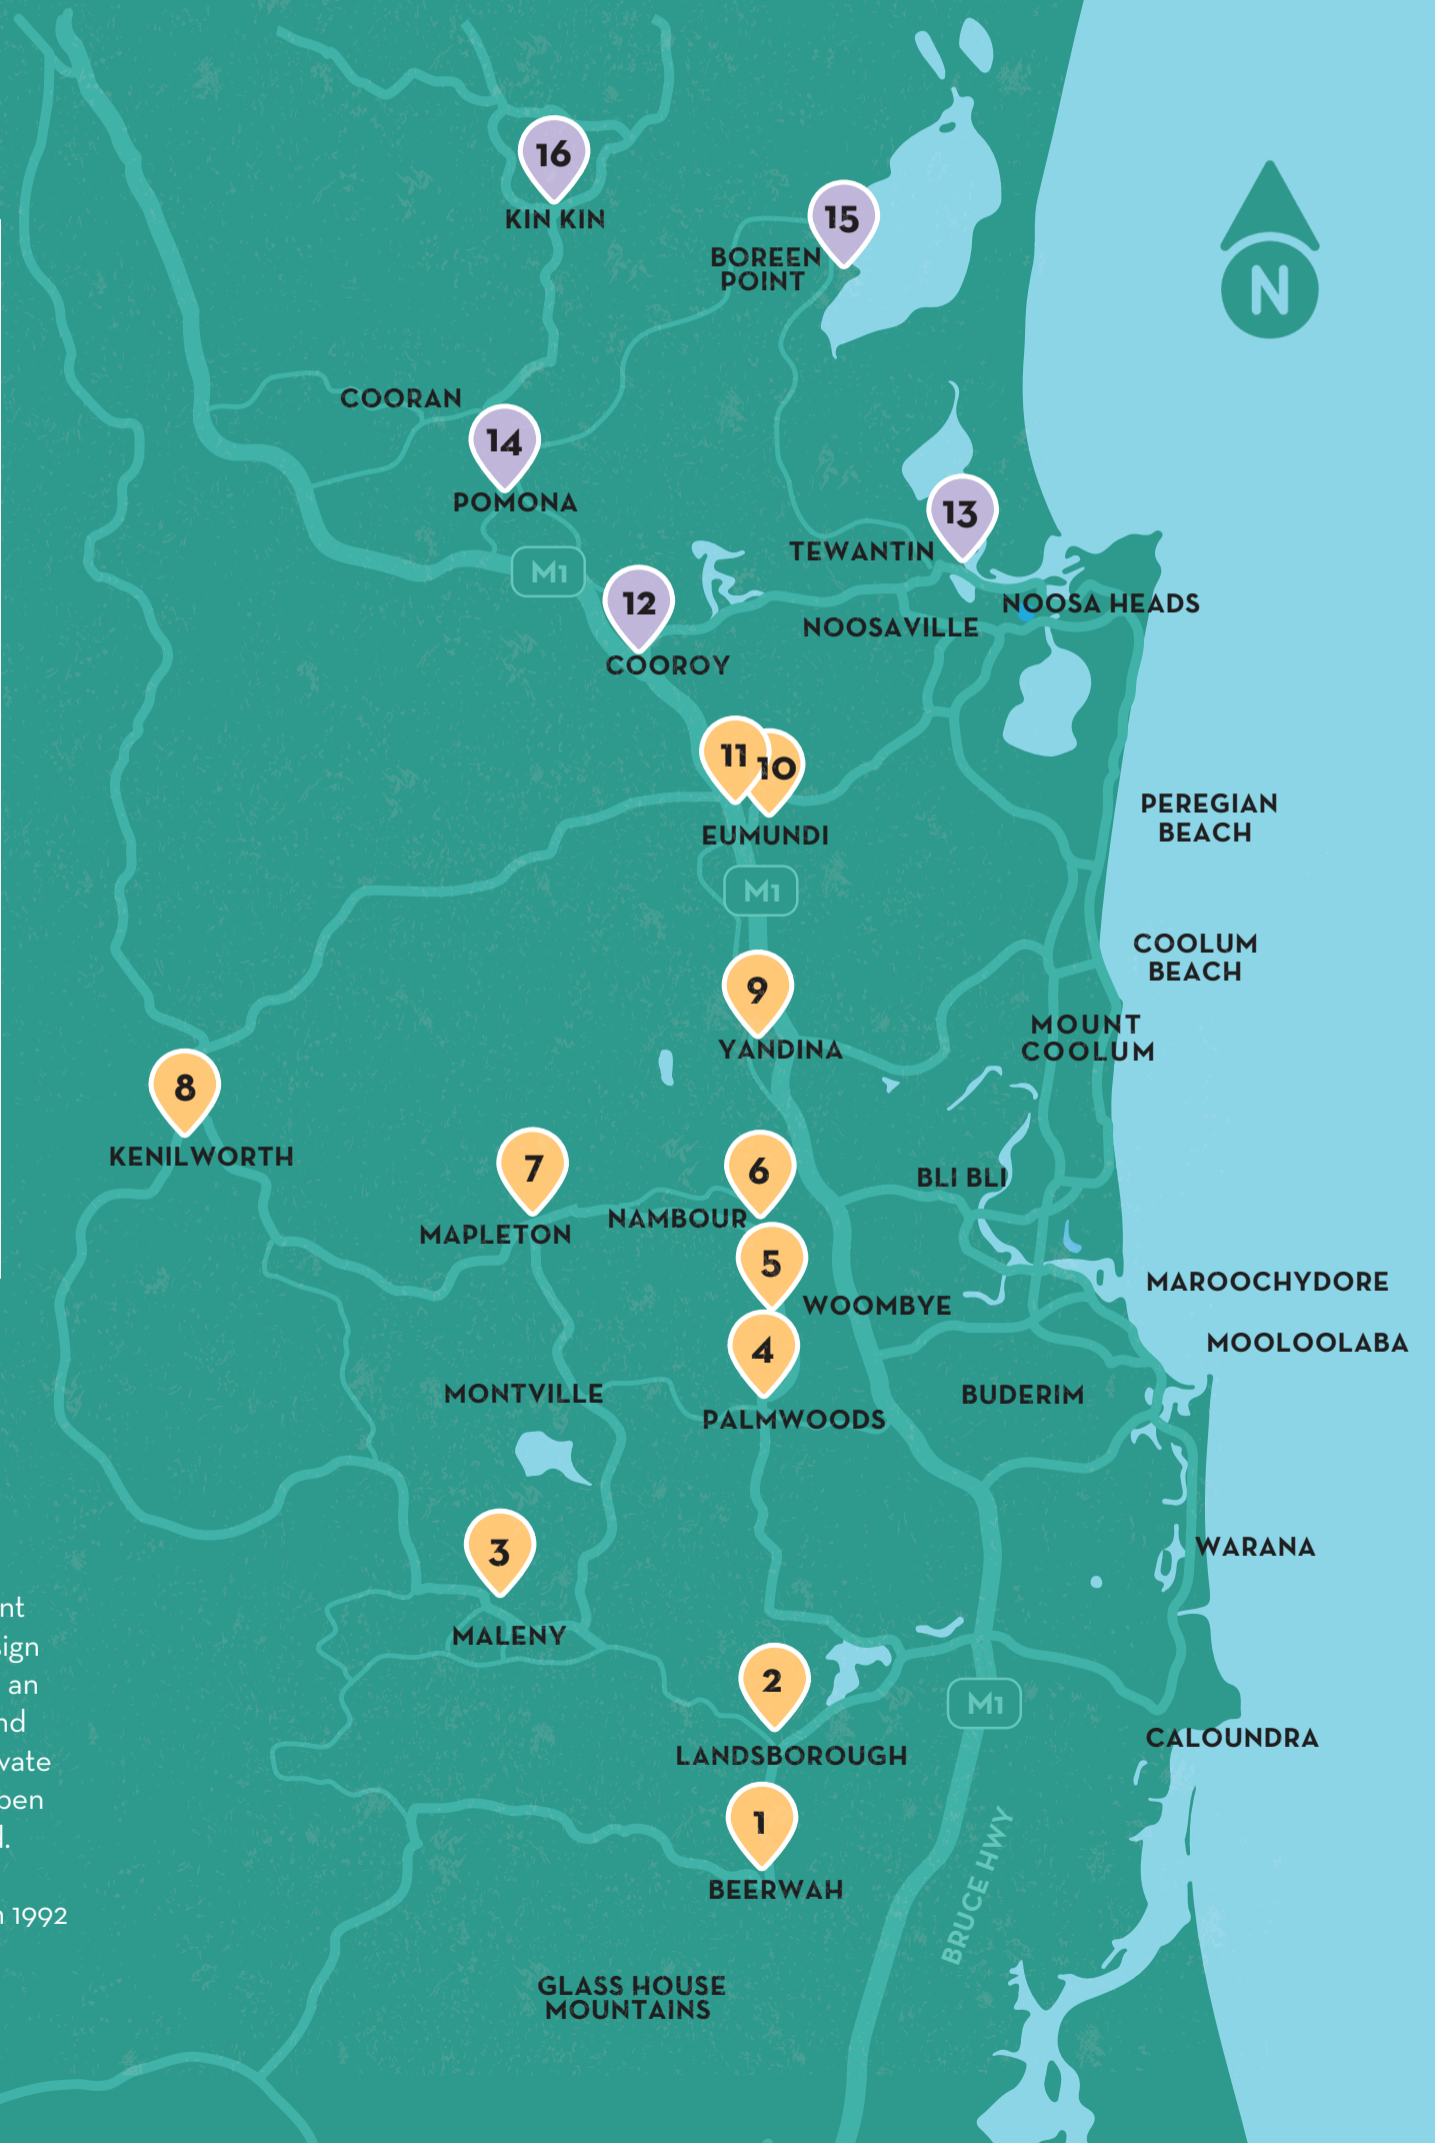 16
KIN KIN
15
BOREEN
POINT
N
COORAN
14
POMONA
13
TEWANTIN
M1
12
NOOSA HEADS
NOOSAVILLE
COOROY
11
10
EUMUNDI
PEREGIAN
BEACH
M1
COOLUM
BEACH
9
YANDINA
MOUNT
COOLUM
8
KENILWORTH
7
MAPLETON
6
NAMBOUR
BLI BLI
5
WOOMBYE
MAROOCHYDORE
4
MOOLOOLABA
MONTVILLE
PALMWOODS
BUDERIM
3
MALENY
WARANA
2
LANDSBOROUGH
M1
CALOUNDRA
1
BEERWAH
BRUCE HWY
GLASS HOUSE
MOUNTAINS
nt
ign
an
nd
vate
pen
1992